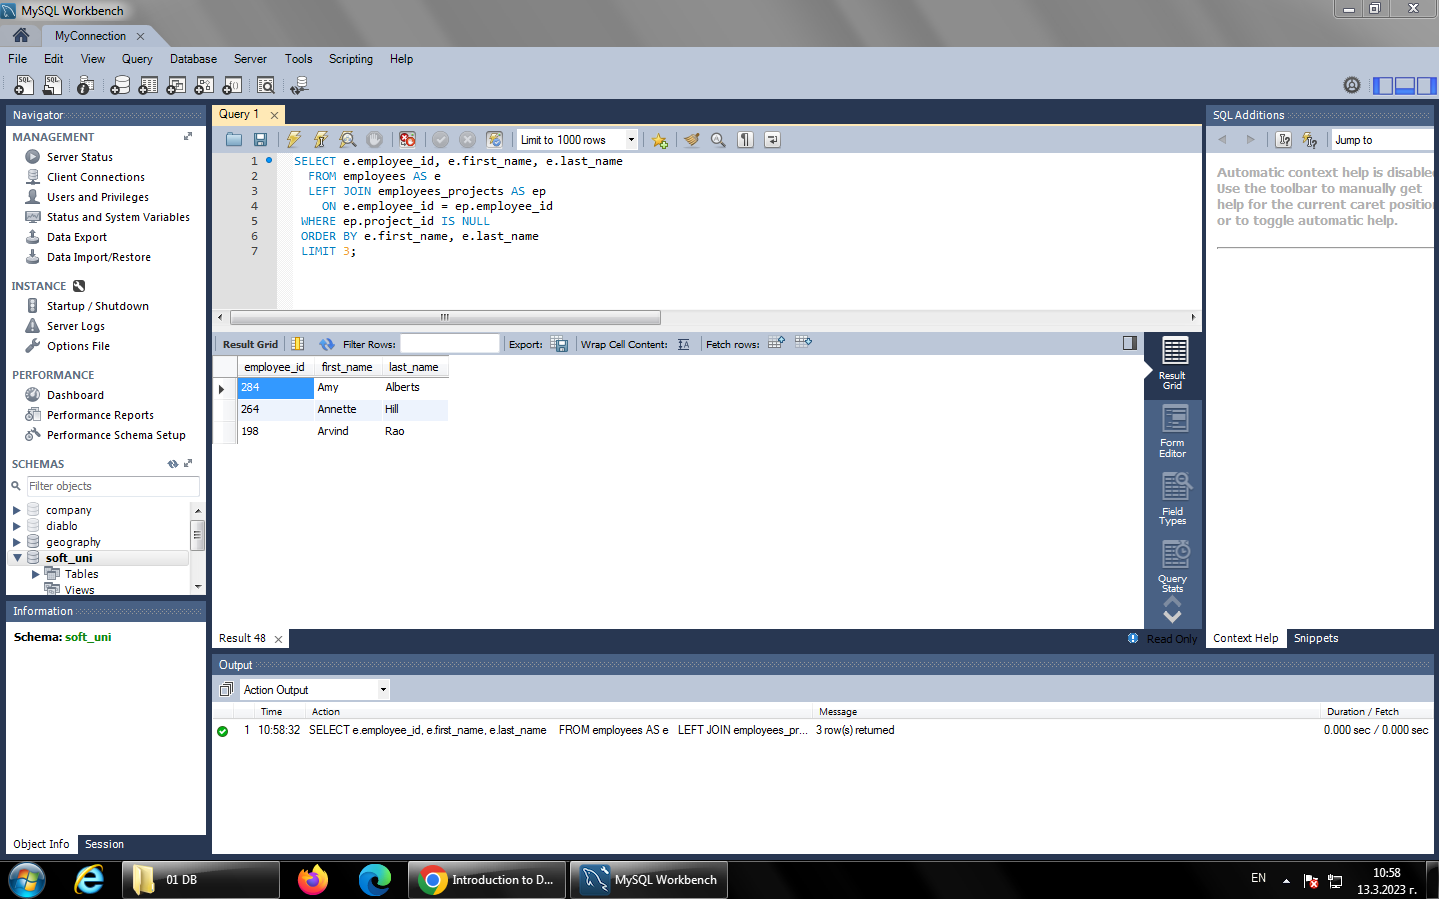 MySQL Workbench
MyConnection
File Edit View Query Database Server Tools Scripting Help
Navigator
MANAGEMENT
Server Status
Client Connections
Users and Privileges
Status and System Variables
Data Export
Data Import/Restore
INSTANCE
Startup / Shutdown
Server Logs
Options File
PERFORMANCE
Dashboard
Performance Reports
Performance Schema Setup
SCHEMAS
Filter objects
company
diablo
geography
soft_uni
Tables
Views
Information
Schema: soft_uni
Object Info Session
Query 1
Limit to 1000 rows
1 SELECT e.employee_id, e.first_name, e.last_name
2 FROM employees AS e
3 LEFT JOIN employees_projects AS ep
4 ON e.employee_id = ep.employee_id
5 WHERE ep.project_id IS NULL
6 ORDER BY e.first_name, e.last_name
7 LIMIT 3;
Result Grid Filter Rows: Export: Wrap Cell Content: Fetch rows:
employee_id first_name last_name
284 Amy Alberts
264 Annette Hill
198 Arvind Rao
Result
Grid
Form
Editor
Field
Types
Query
Stats
Result 48
Read Only
SQL Additions
Jump to
Automatic context help is disabled
Use the toolbar to manually get
help for the current caret position
or to toggle automatic help.
Context Help Snippets
Output
Action Output
Time Action Message Duration / Fetch
1 10:58:32 SELECT e.employee_id, e.first_name, e.last_name FROM employees AS e LEFT JOIN employees_pr... 3 row(s) returned 0.000 sec / 0.000 sec
01 DB
Introduction to D...
MySQL Workbench
EN
10:58
13.3.2023 г.